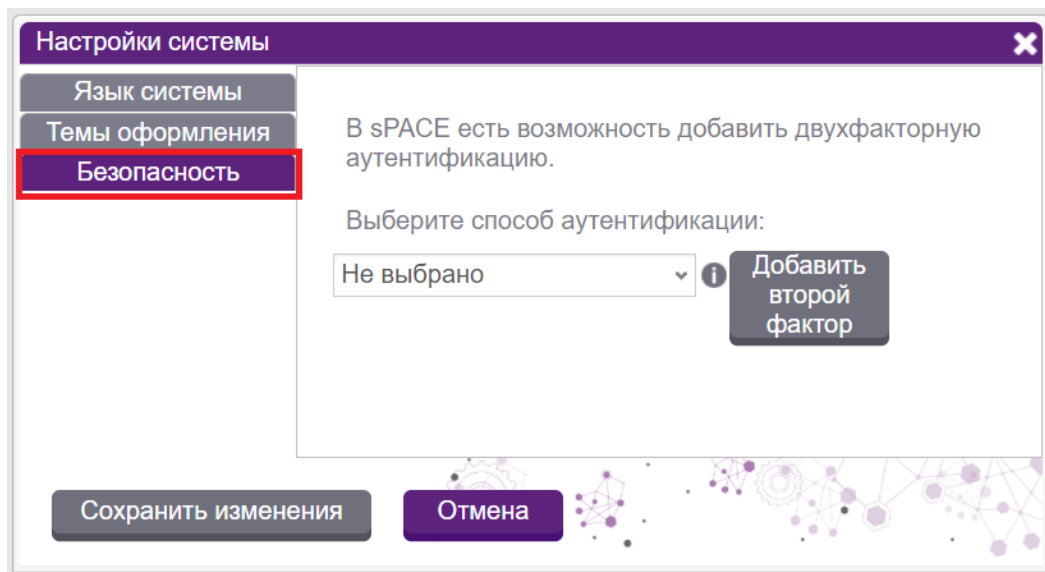 Настройки системы
Язык системы
Темы оформления
Безопасность
В sPACE есть возможность добавить двухфакторную
аутентификацию.
Выберите способ аутентификации:
Не выбрано
Добавить
второй
фактор
Сохранить изменения
Отмена